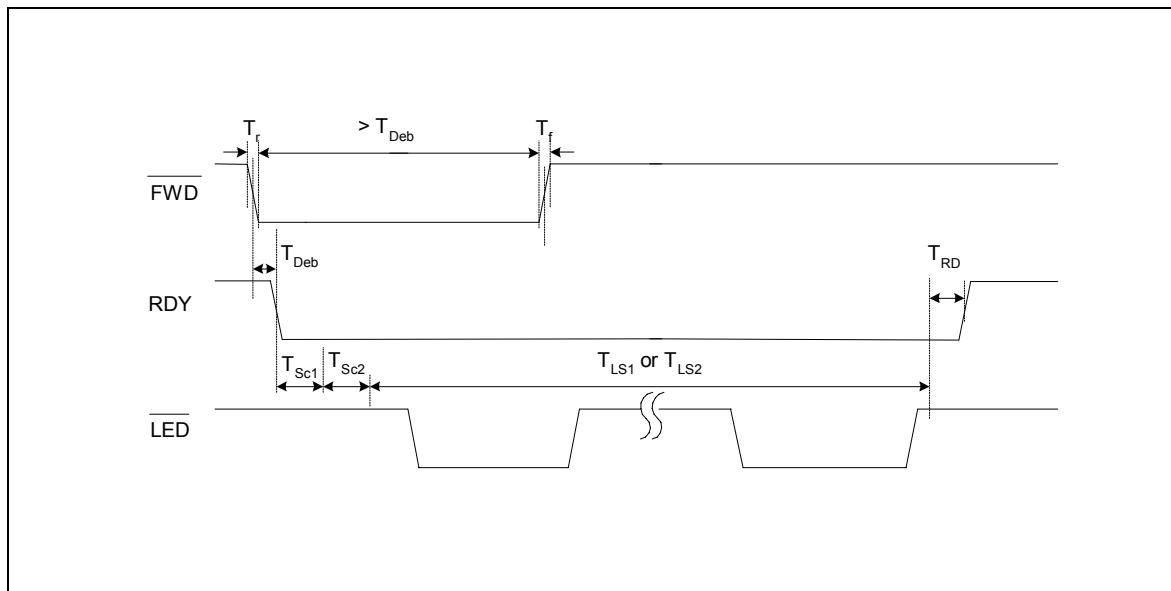 Tr
> TDeb
Tf
FWD
TDeb
TRD
RDY
TSc1
TSc2
TLS1 or TLS2
LED